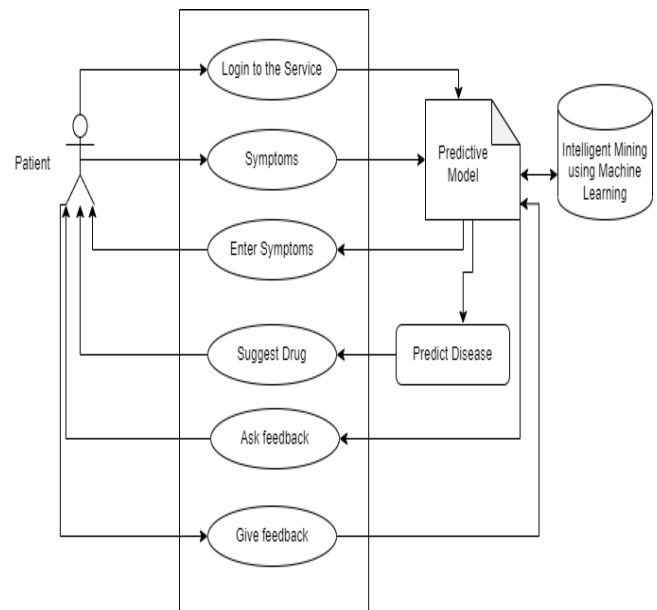 Login to the Service
Patient
Symptoms
Predictive
Model
Intelligent Mining
using Machine
Learning
Enter Symptoms
Suggest Drug
Predict Disease
Ask feedback
Give feedback